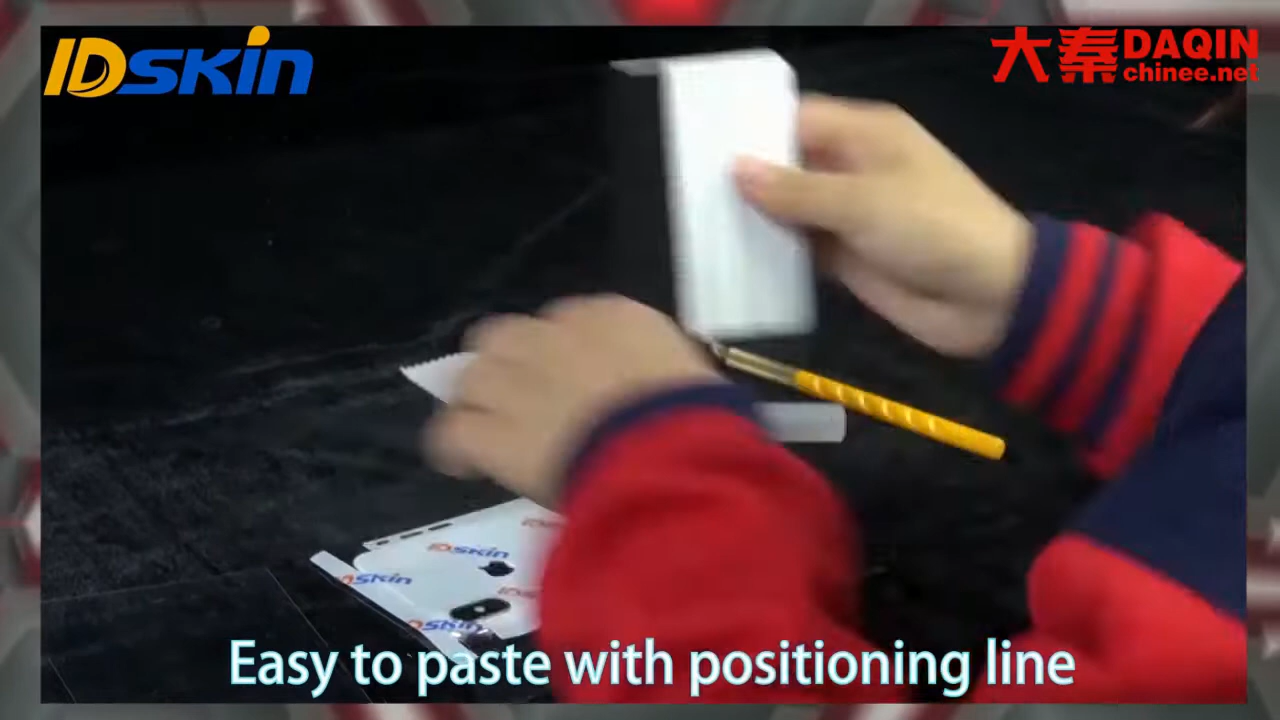 IDSKin
大秦 DAQIN
chinee.net
IDSKin
IDSKin
IDSKin
Easy to paste with positioning line